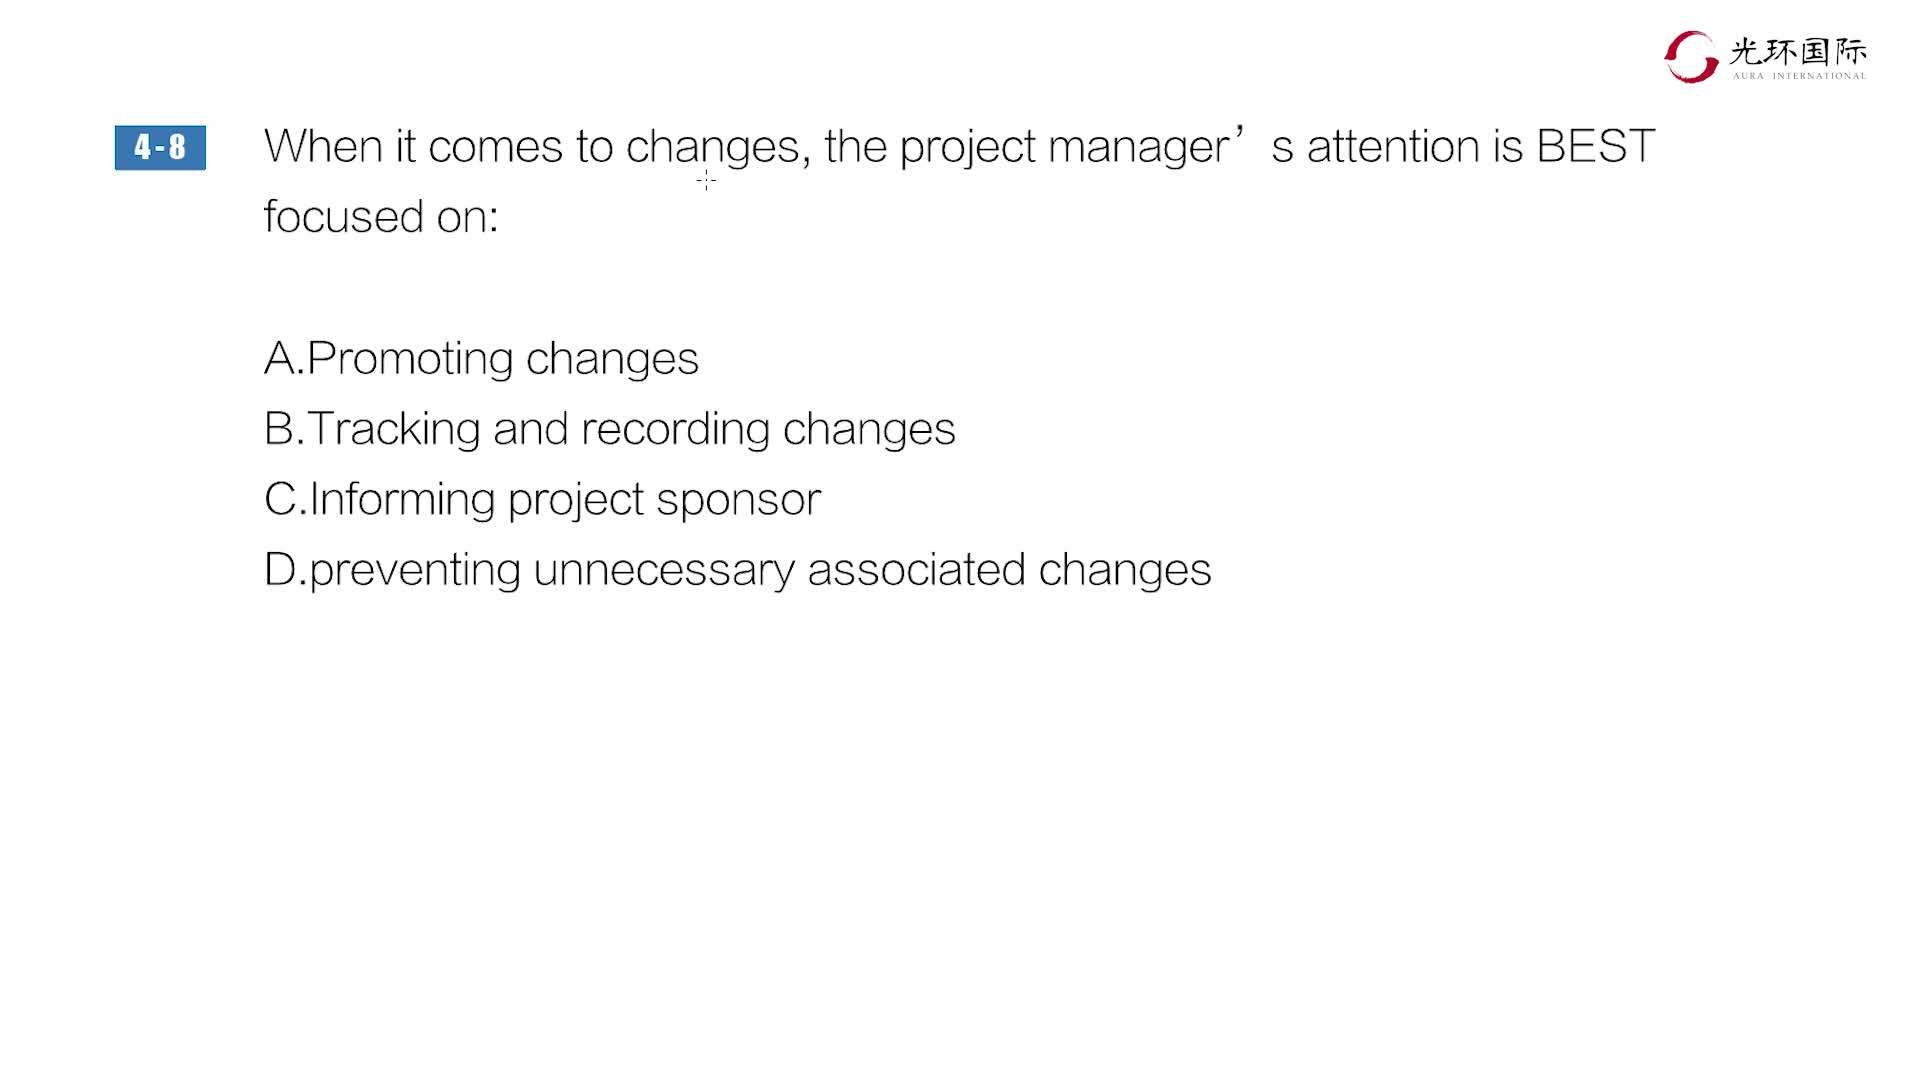 光环国际
AURA INTERNATIONAL
4-8
When it comes to changes, the project manager’s attention is BEST
focused on:
A.Promoting changes
B.Tracking and recording changes
C.Informing project sponsor
D.preventing unnecessary associated changes